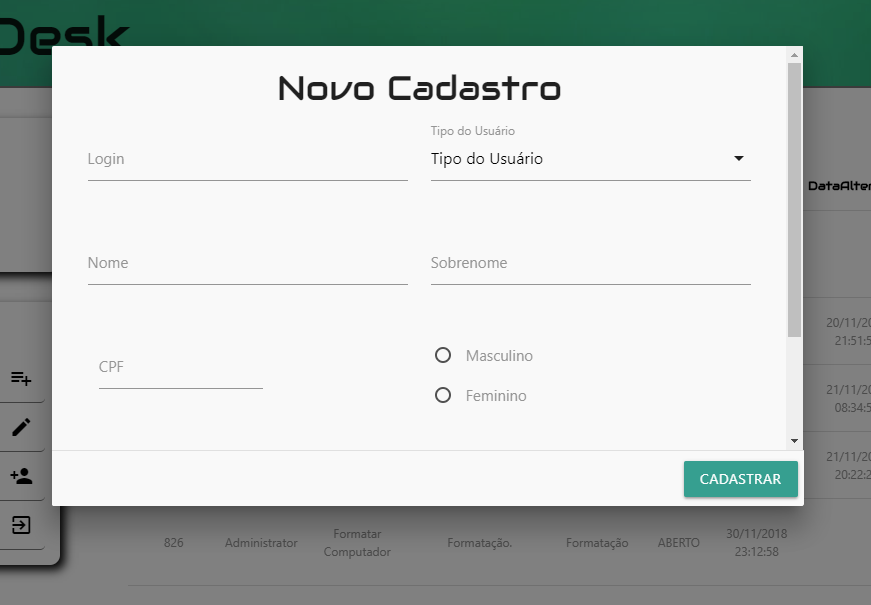 Desk
Novo Cadastro
Login
Tipo do Usuário
Tipo do Usuário
Nome
Sobrenome
CPF
Masculino
Feminino
CADASTRAR
DataAlter
20/11/20
21:51:5
21/11/20
08:34:5
21/11/20
20:22:2
826 Administrator Formatar Computador Formatação. Formatação ABERTO 30/11/2018 23:12:58